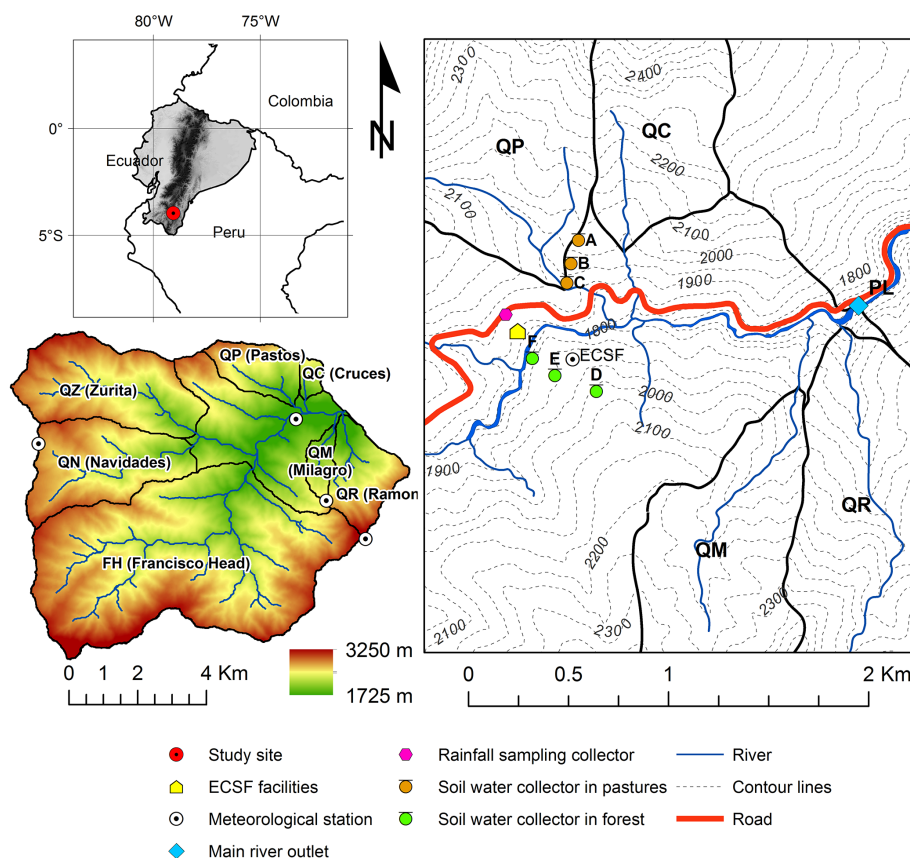 80°W
75°W
Colombia
0°
Ecuador
5°S
Peru
N
QP (Pastos)
QC (Cruces)
QZ (Zurita)
QN (Navidades)
QM
(Milagro)
QR (Ramon
FH (Francisco Head)
3250 m
1725 m
0 1 2 4 Km
2300
2400
QP
QC
2200
2100
2100
A
2000
B
C
1900
1800
PL
1800
F
E
ECSF
D
2000
2100
1900
QR
2200
QM
2300
2100
2300
0 0.5 1 2 Km
Study site
ECSF facilities
Meteorological station
Main river outlet
Rainfall sampling collector
Soil water collector in pastures
Soil water collector in forest
River
Contour lines
Road